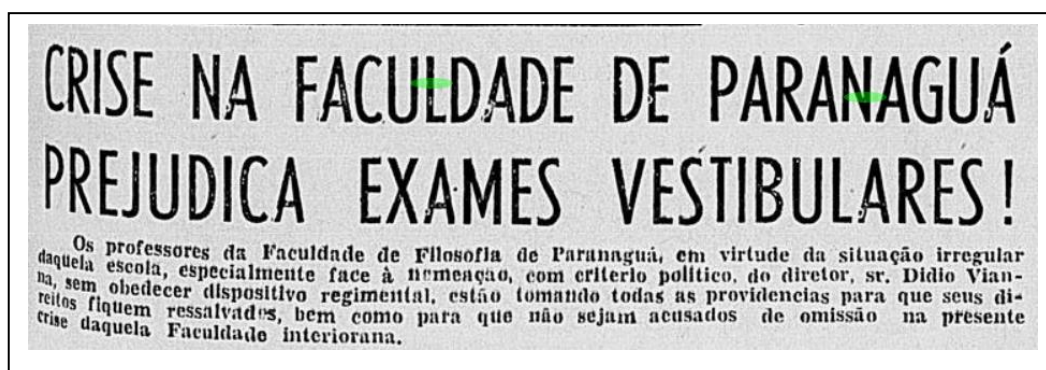 CRISE NA FACULDADE DE PARANAGUÁ
PREJUDICA EXAMES VESTIBULARES!
Os professores da Faculdade de Filosofia de Paranaguá, em virtude da situação irregular
daquela escola, especialmente face à nomeação, com criterio político, do diretor, sr. Didio Vian-
na, sem obedecer dispositivo regimental, estão tomando todas as providencias para que seus di-
reitos fiquem ressalvados, bem como para que não sejam acusados de omissão na presente
crise daquela Faculdade interiorana.